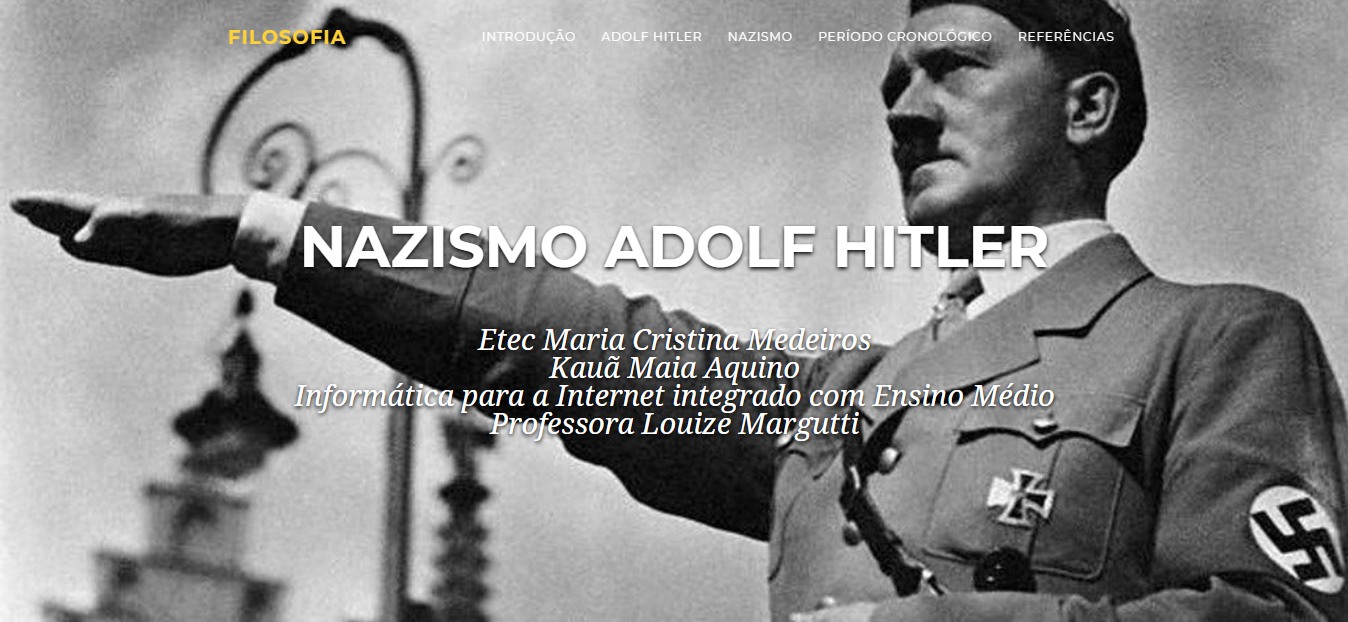 FILOSOFIA
INTRODUÇÃO ADOLF HITLER NAZISMO PERÍODO CRONOLÓGICO REFERÊNCIAS
NAZISMO ADOLF HITLER
Etec Maria Cristina Medeiros
Kauã Maia Aquino
Informática para a Internet integrado com Ensino Médio
Professora Louize Margutti